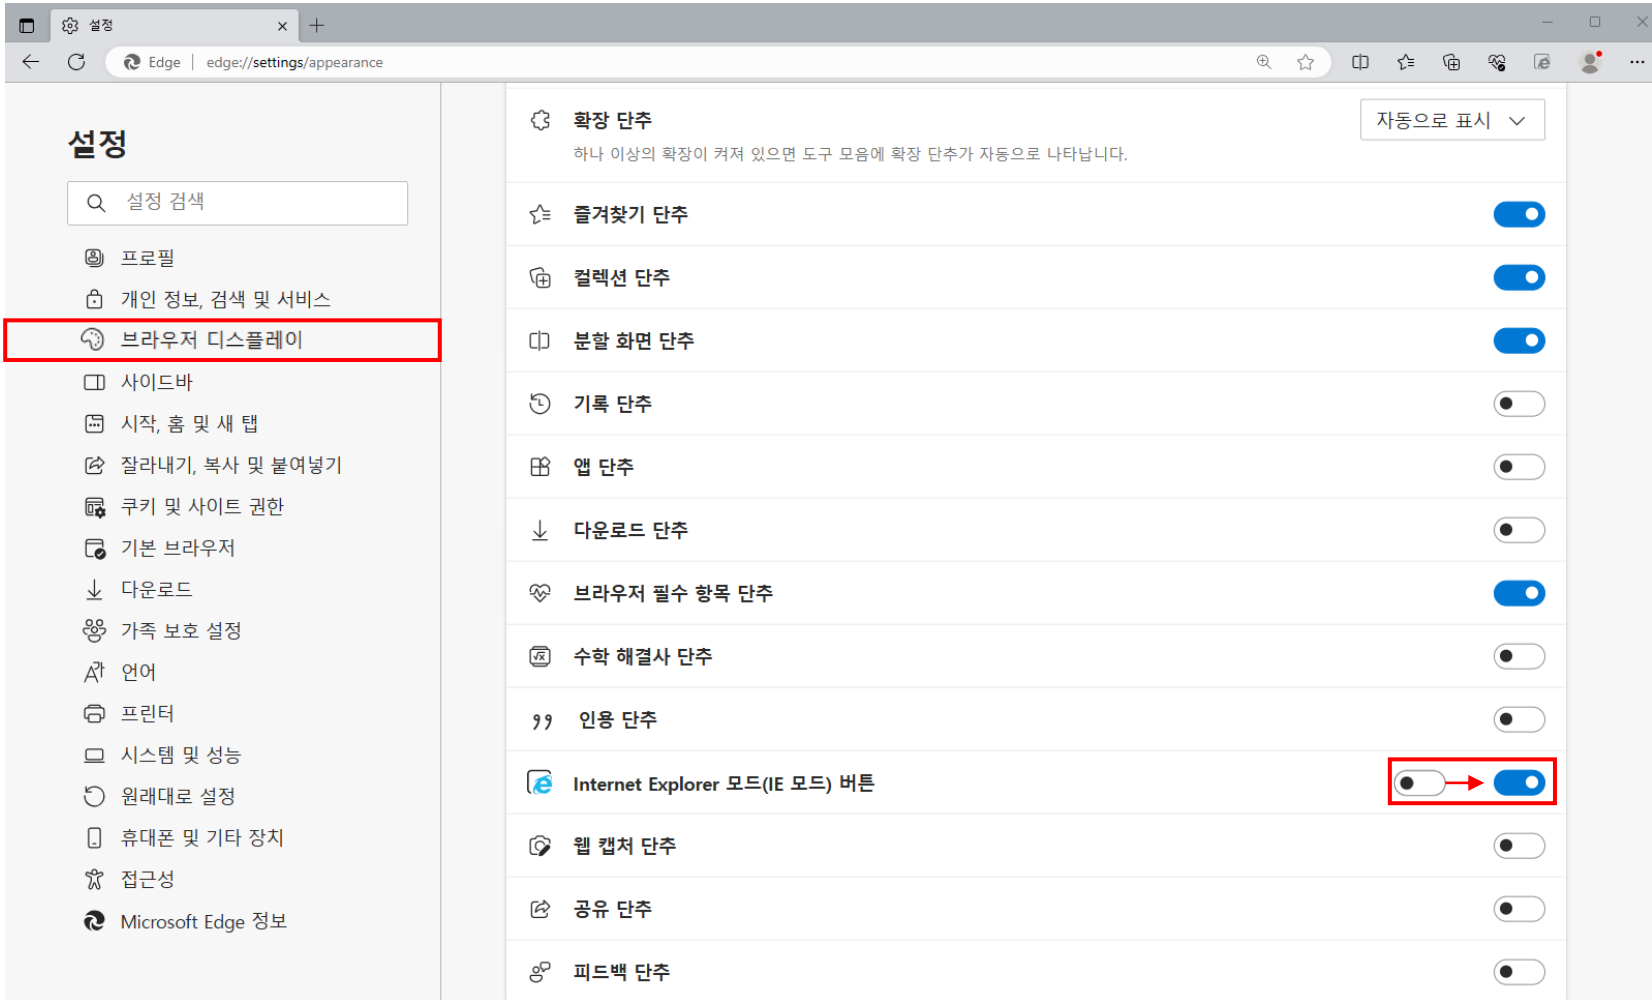 설정
Edge edge://settings/appearance
설정
설정 검색
프로필
개인 정보, 검색 및 서비스
브라우저 디스플레이
사이드바
시작, 홈 및 새 탭
잘라내기, 복사 및 붙여넣기
쿠키 및 사이트 권한
기본 브라우저
다운로드
가족 보호 설정
언어
프린터
시스템 및 성능
원래대로 설정
휴대폰 및 기타 장치
접근성
Microsoft Edge 정보
확장 단추
자동으로 표시
하나 이상의 확장이 켜져 있으면 도구 모음에 확장 단추가 자동으로 나타납니다.
즐겨찾기 단추
컬렉션 단추
분할 화면 단추
기록 단추
앱 단추
다운로드 단추
브라우저 필수 항목 단추
수학 해결사 단추
인용 단추
Internet Explorer 모드(IE 모드) 버튼
웹 캡처 단추
공유 단추
피드백 단추